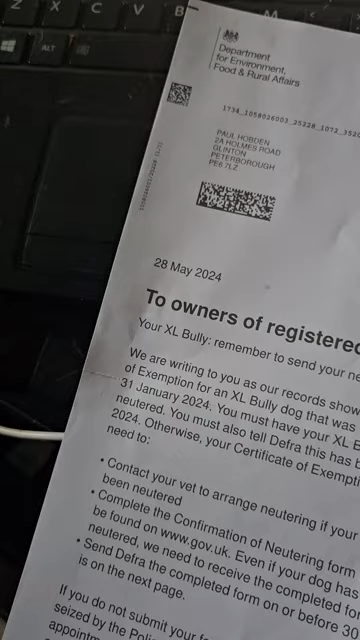 Z X C V B M <
ALT
Department
for Environment,
Food & Rural Affairs
1734_1058026003_25228_1072_3520
PAUL HOBDEN
2A HOLMES ROAD
GLINTON
PETERBOROUGH
PE6 7LZ
28 May 2024
To owners of registered
Your XL Bully: remember to send your ne
We are writing to you as our records show
of Exemption for an XL Bully dog that was
31 January 2024. You must have your XL B
neutered. You must also tell Defra this has b
2024. Otherwise, your Certificate of Exempti
need to:
• Contact your vet to arrange neutering if your
been neutered
• Complete the Confirmation of Neutering form
be found on www.gov.uk. Even if your dog has
neutered, we need to receive the completed for
• Send Defra the completed form on or before 30
is on the next page.
If you do not submit your f
seized by the Poli
appointm